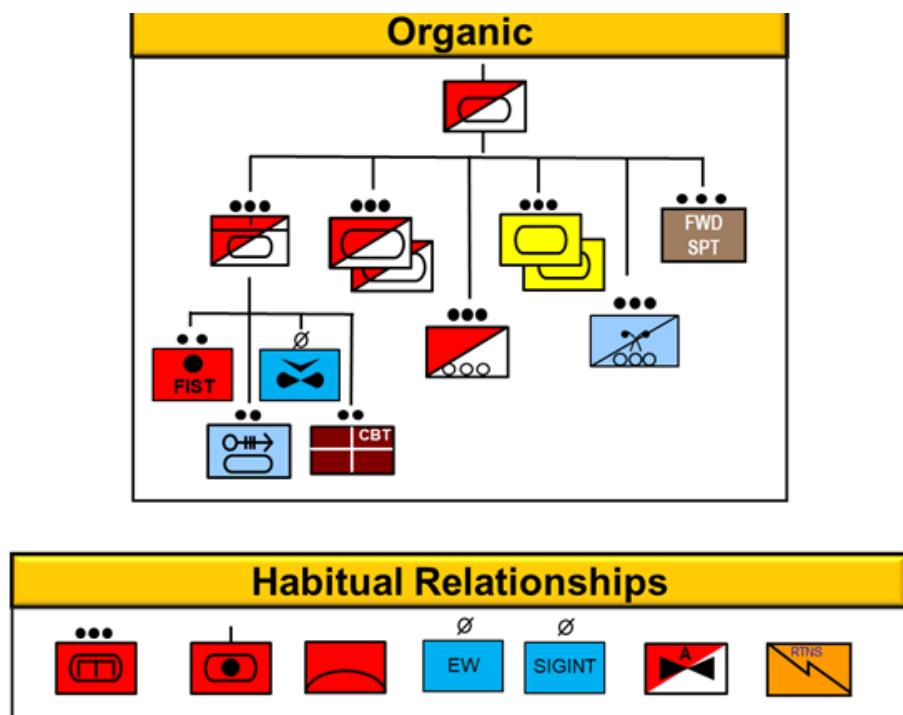 Organic
FWD
SPT
FIST
CBT
Habitual Relationships
EW
SIGINT
A
RTNS